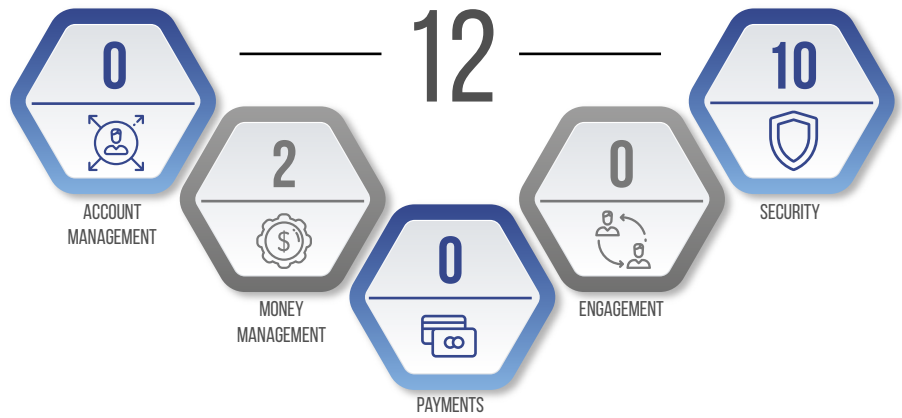 12
0
ACCOUNT
MANAGEMENT
2
$
MONEY
MANAGEMENT
0
PAYMENTS
0
ENGAGEMENT
10
SECURITY